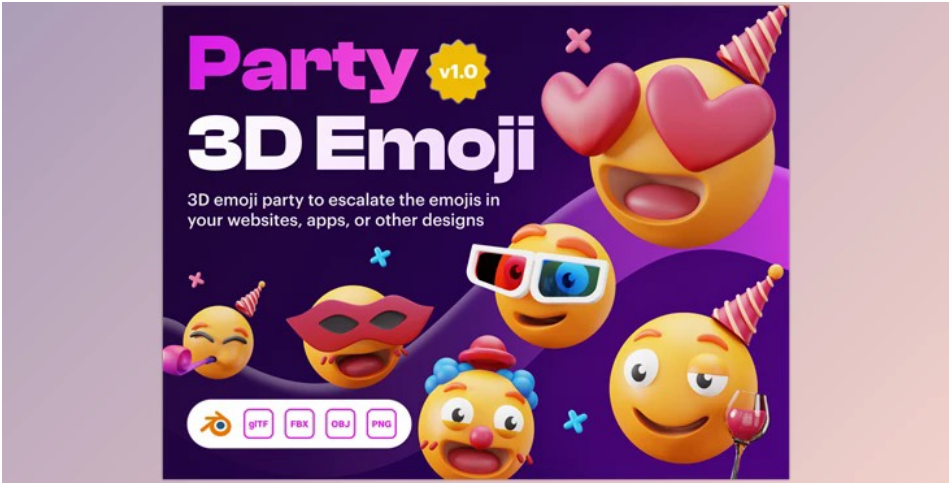 Party
v1.0
3D Emoji
3D emoji party to escalate the emojis in
your websites, apps, or other designs
glTF FBX OBJ PNG